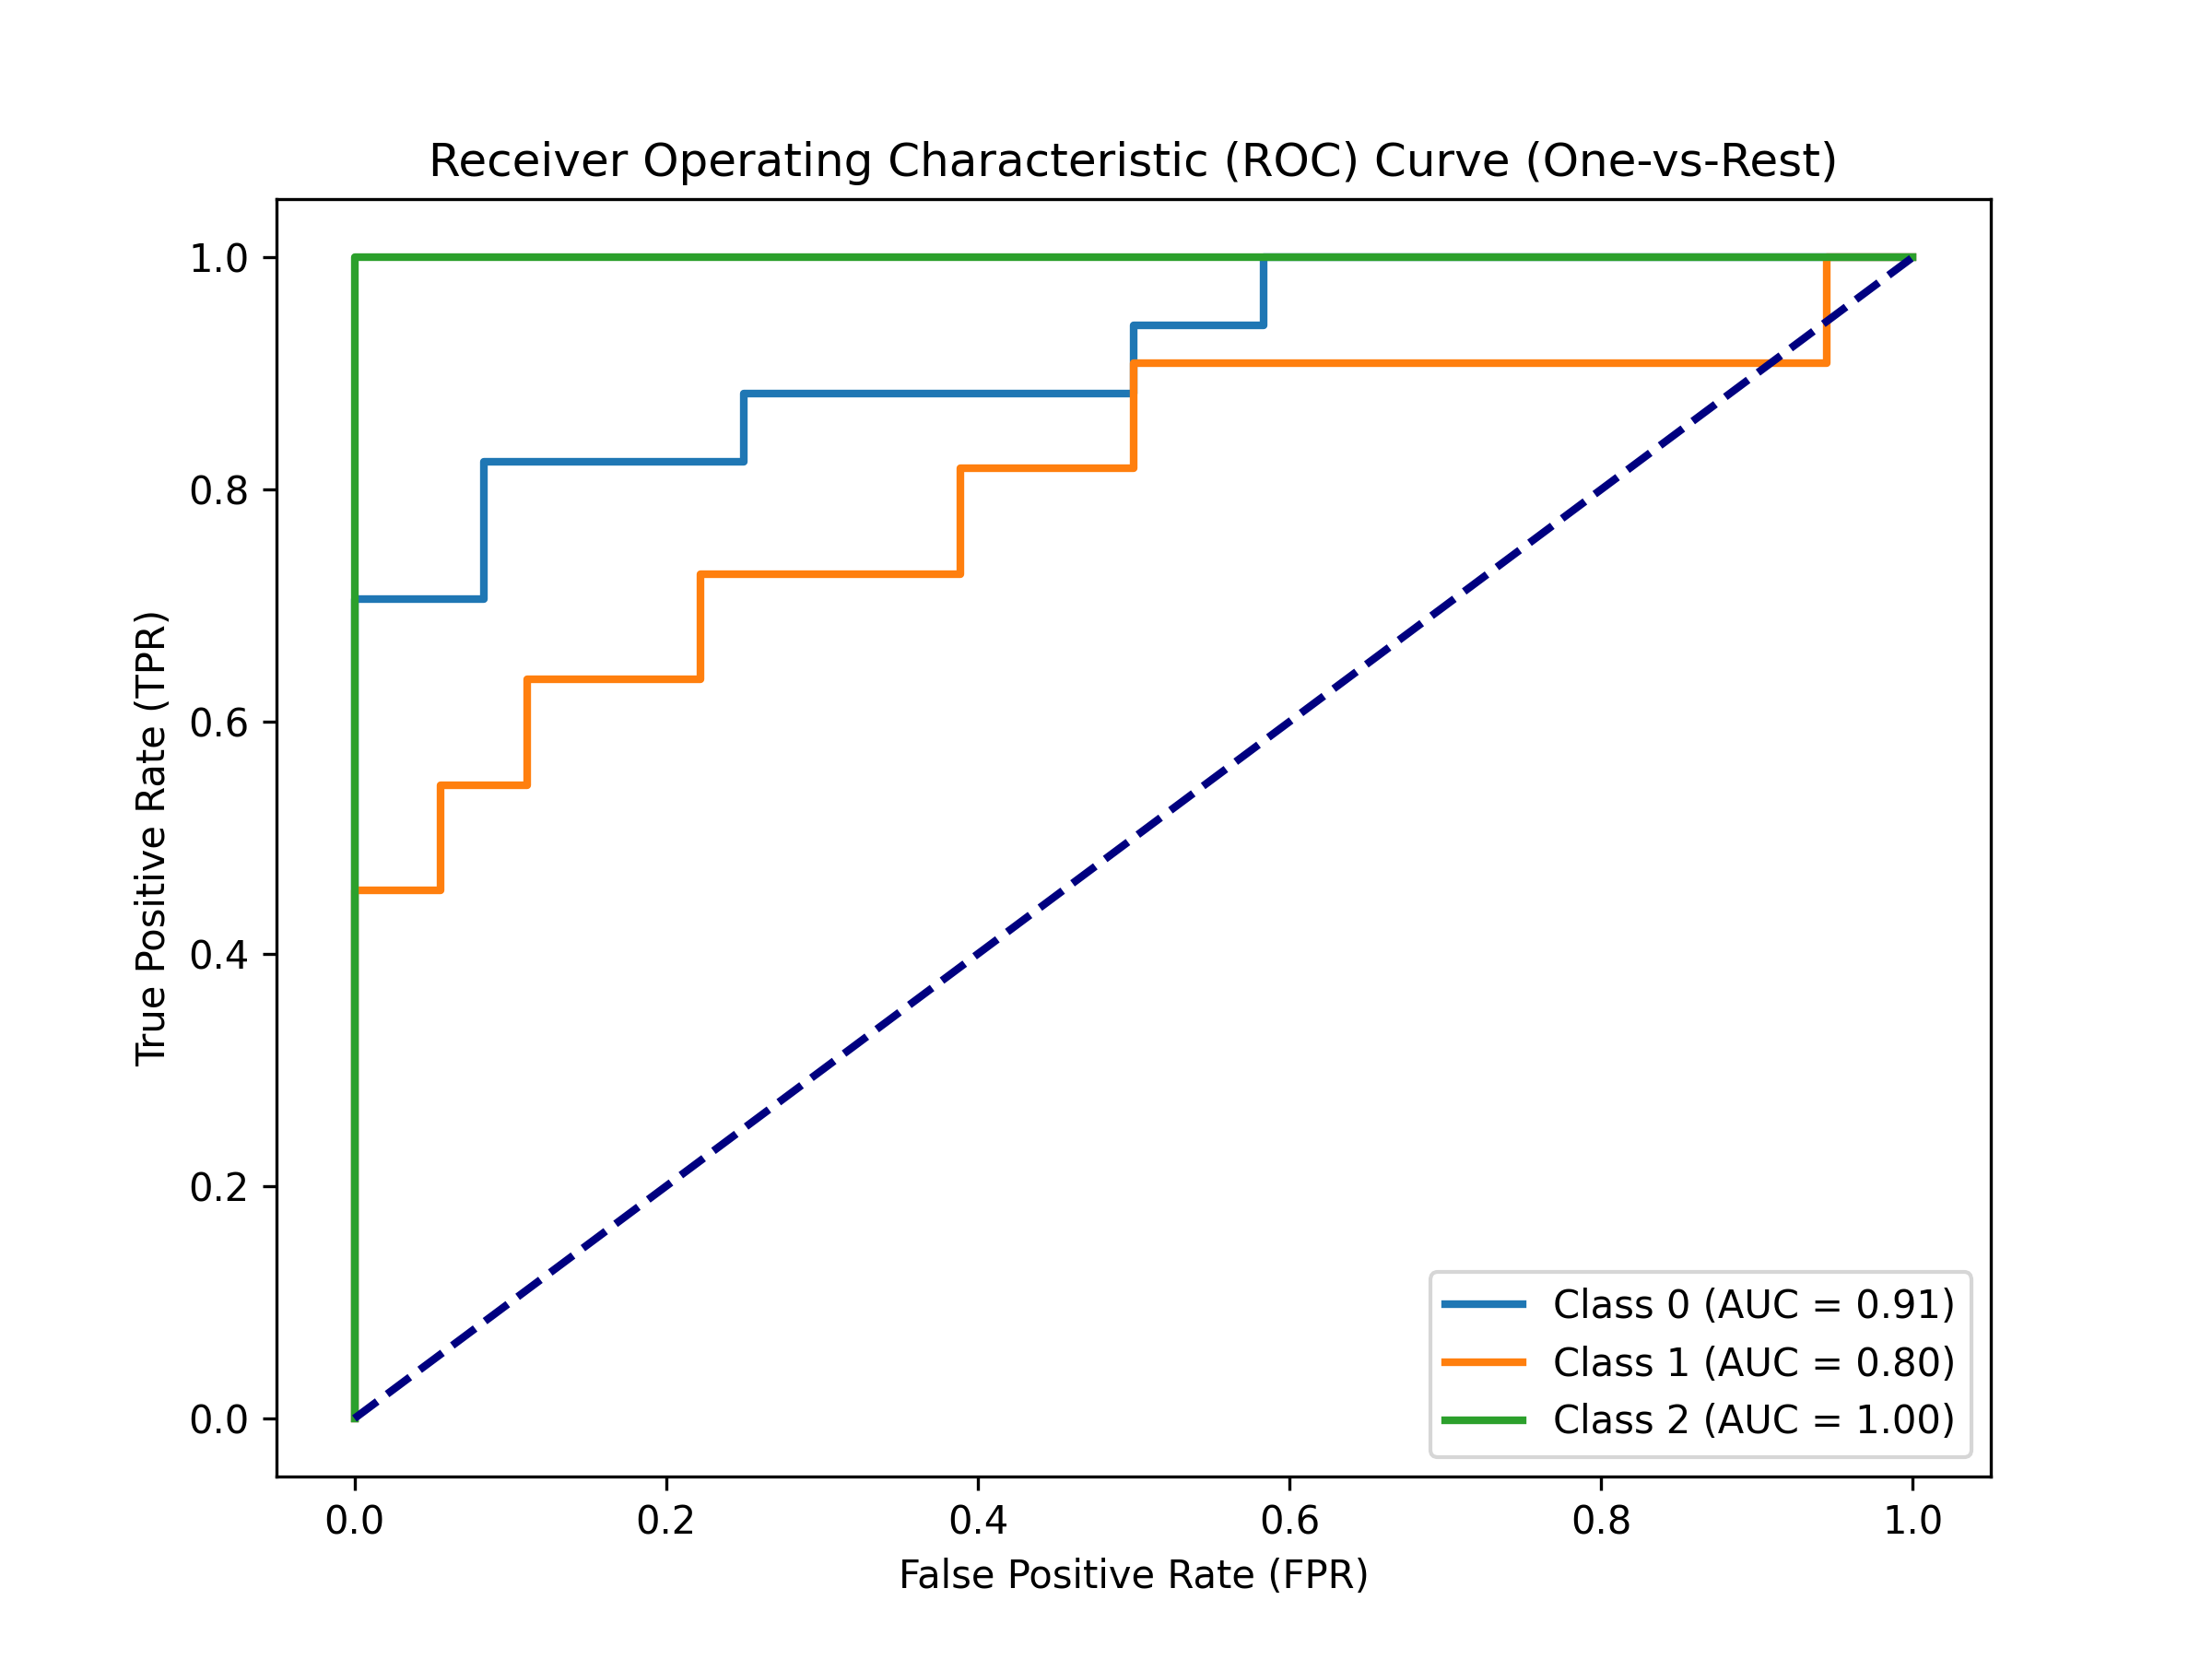 Receiver Operating Characteristic (ROC) Curve (One-vs-Rest)
1.0
0.8
0.6
0.4
0.2
0.0
True Positive Rate (TPR)
Class 0 (AUC = 0.91)
Class 1 (AUC = 0.80)
Class 2 (AUC = 1.00)
0.0 0.2 0.4 0.6 0.8 1.0
False Positive Rate (FPR)